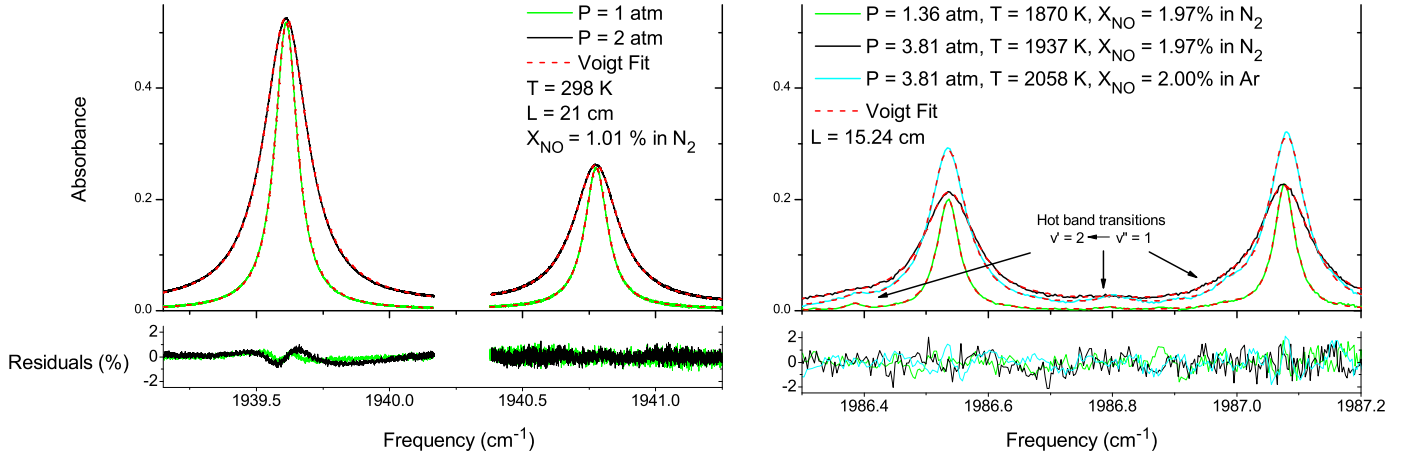 P = 1 atm
P = 2 atm
Voigt Fit
T = 298 K
L = 21 cm
X_NO = 1.01 % in N_2
Absorbance
0.4
0.2
0.0
Residuals (%)
2
0
-2
1939.5
1940.0
1940.5
1941.0
Frequency (cm^-1)
P = 1.36 atm, T = 1870 K, X_NO = 1.97% in N_2
P = 3.81 atm, T = 1937 K, X_NO = 1.97% in N_2
P = 3.81 atm, T = 2058 K, X_NO = 2.00% in Ar
Voigt Fit
L = 15.24 cm
0.4
0.2
0.0
Hot band transitions
v' = 2 ← v" = 1
2
0
-2
1986.4
1986.6
1986.8
1987.0
1987.2
Frequency (cm^-1)